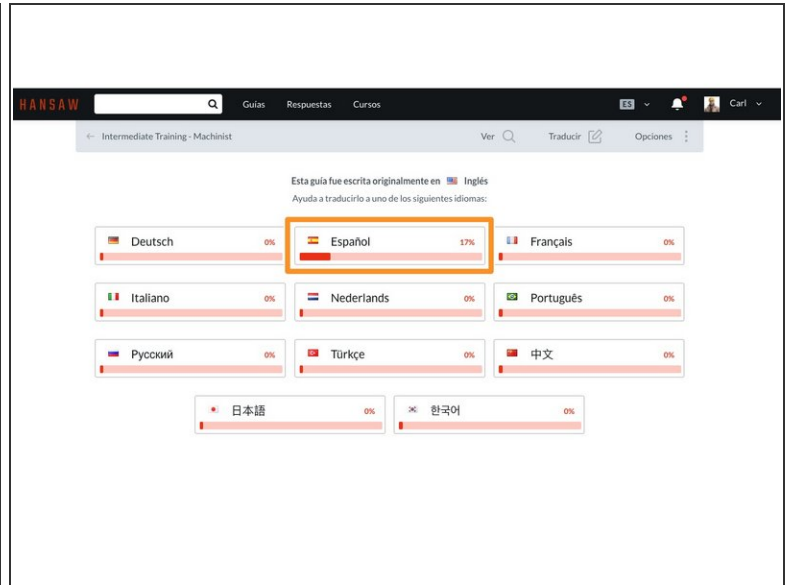 HANSAW Guías Respuestas Cursos ES Carl
← Intermediate Training - Machinist Ver Traducir Opciones
Esta guía fue escrita originalmente en Inglés
Ayuda a traducirlo a uno de los siguientes idiomas:
Deutsch 0% Español 17% Français 0%
Italiano 0% Nederlands 0% Português 0%
Русский 0% Türkçe 0% 中文 0%
日本語 0% 한국어 0%